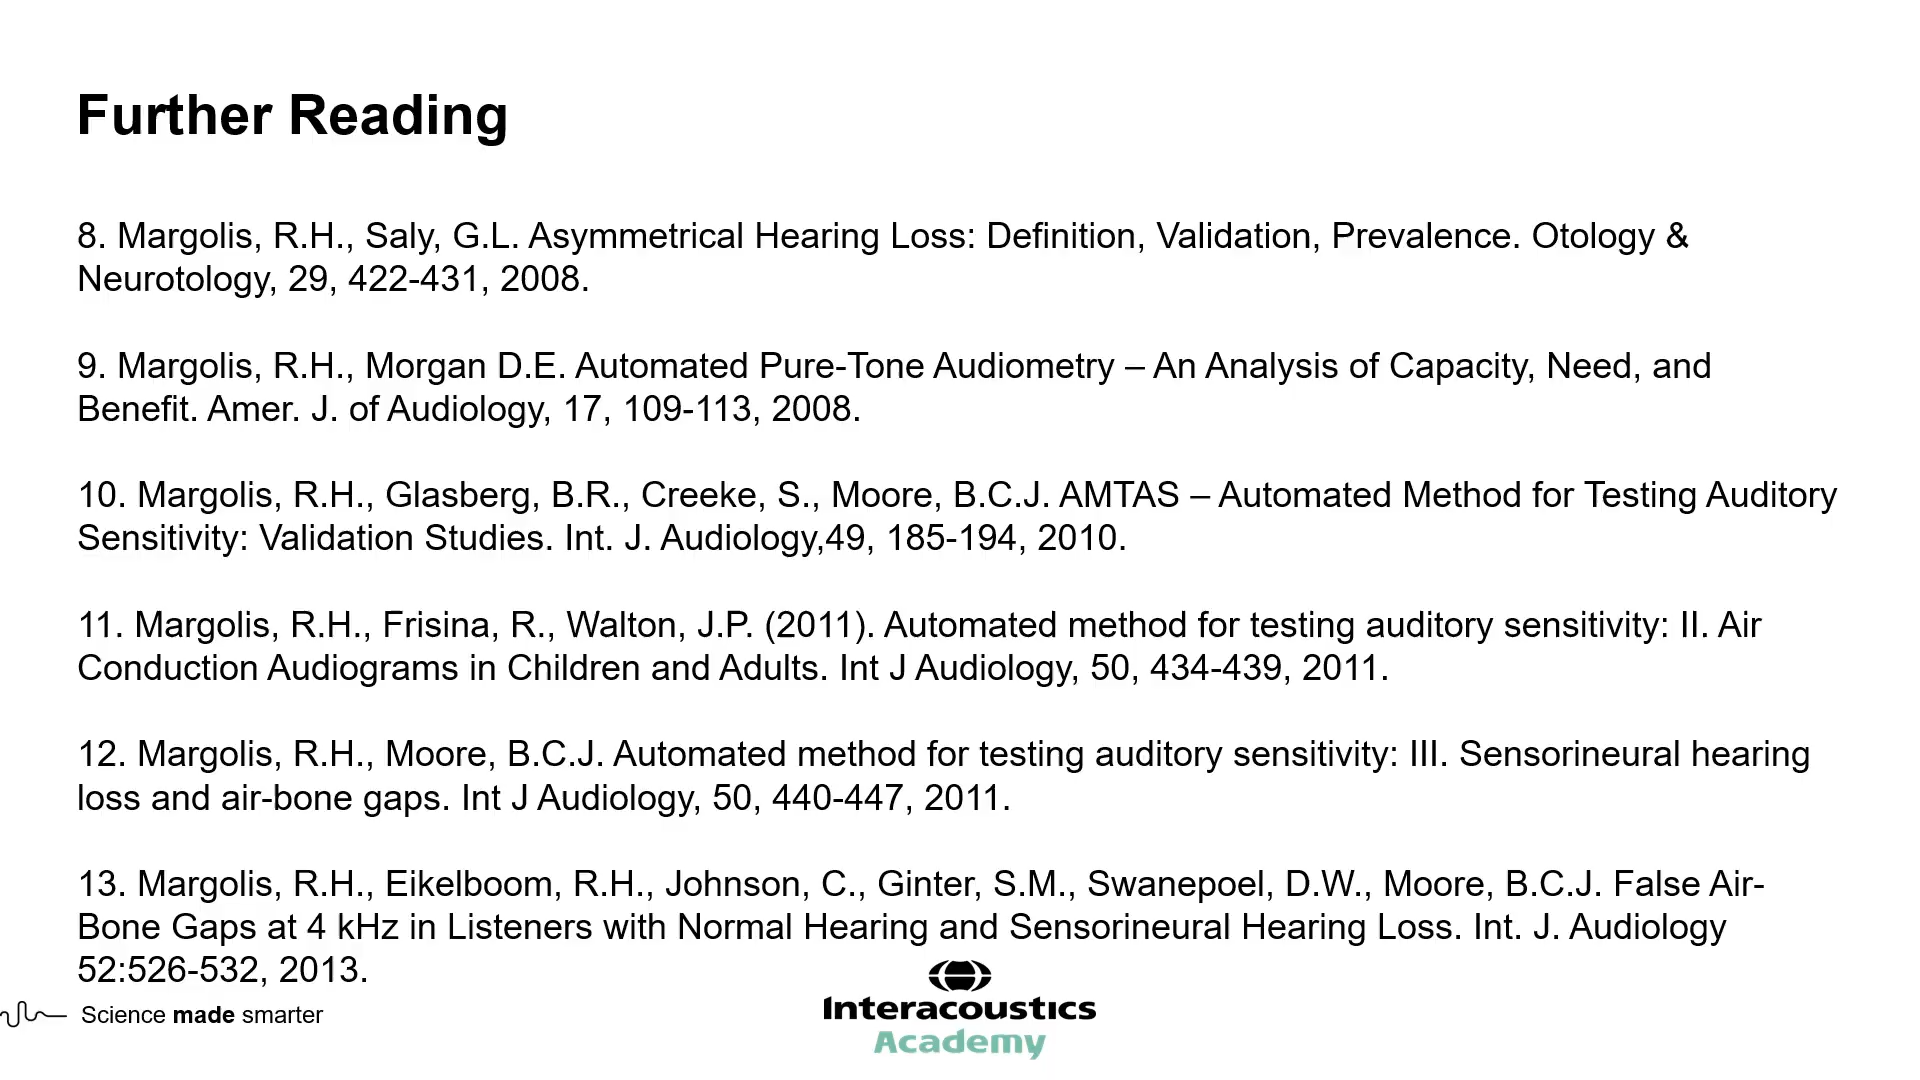 Further Reading
8. Margolis, R.H., Saly, G.L. Asymmetrical Hearing Loss: Definition, Validation, Prevalence. Otology &
Neurotology, 29, 422-431, 2008.
9. Margolis, R.H., Morgan D.E. Automated Pure-Tone Audiometry – An Analysis of Capacity, Need, and
Benefit. Amer. J. of Audiology, 17, 109-113, 2008.
10. Margolis, R.H., Glasberg, B.R., Creeke, S., Moore, B.C.J. AMTAS – Automated Method for Testing Auditory
Sensitivity: Validation Studies. Int. J. Audiology,49, 185-194, 2010.
11. Margolis, R.H., Frisina, R., Walton, J.P. (2011). Automated method for testing auditory sensitivity: II. Air
Conduction Audiograms in Children and Adults. Int J Audiology, 50, 434-439, 2011.
12. Margolis, R.H., Moore, B.C.J. Automated method for testing auditory sensitivity: III. Sensorineural hearing
loss and air-bone gaps. Int J Audiology, 50, 440-447, 2011.
13. Margolis, R.H., Eikelboom, R.H., Johnson, C., Ginter, S.M., Swanepoel, D.W., Moore, B.C.J. False Air-
Bone Gaps at 4 kHz in Listeners with Normal Hearing and Sensorineural Hearing Loss. Int. J. Audiology
52:526-532, 2013.
Science made smarter
Interacoustics
Academy